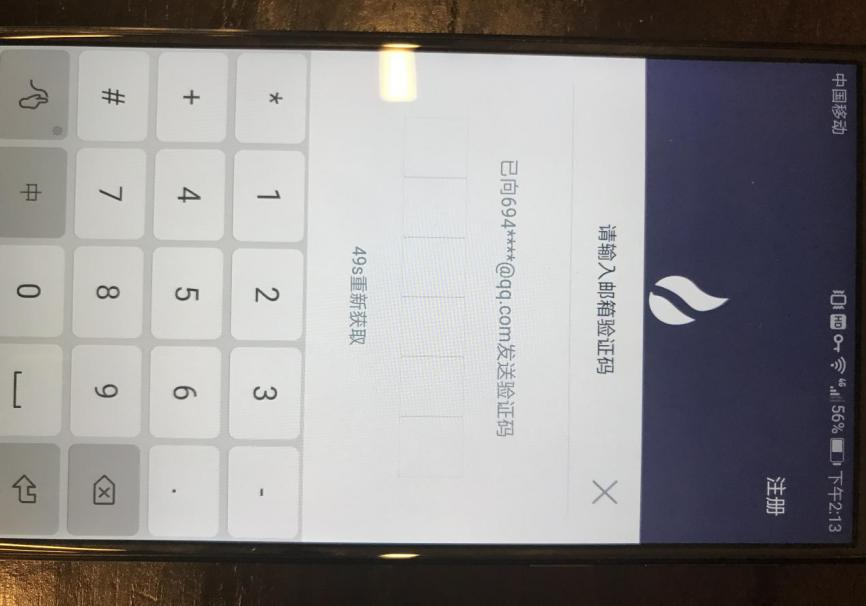 中国移动 HD 4G 56% 下午2:13
注册
请输入邮箱验证码
已向694****@qq.com发送验证码
49s重新获取
* 1 2 3 -
+ 4 5 6 .
# 7 8 9
中 0